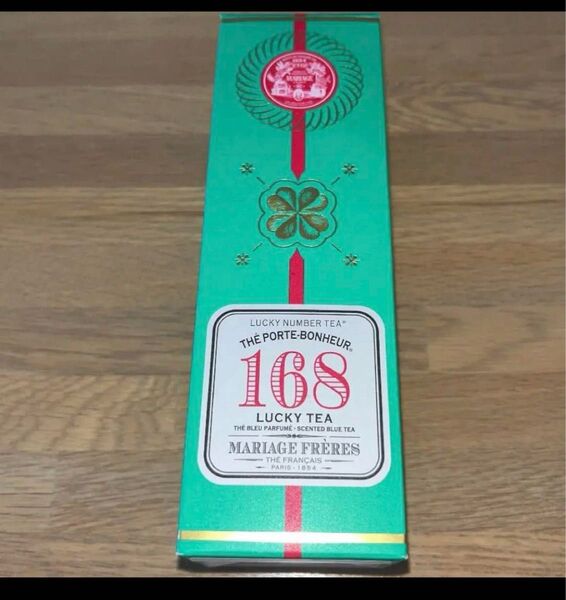 MARIAGE
LUCKY NUMBER TEA®
THÉ PORTE-BONHEUR®
168
LUCKY TEA
THÉ BLEU PARFUMÉ - SCENTED BLUE TEA
MARIAGE FRÈRES
THÉ FRANÇAIS
PARIS - 1854